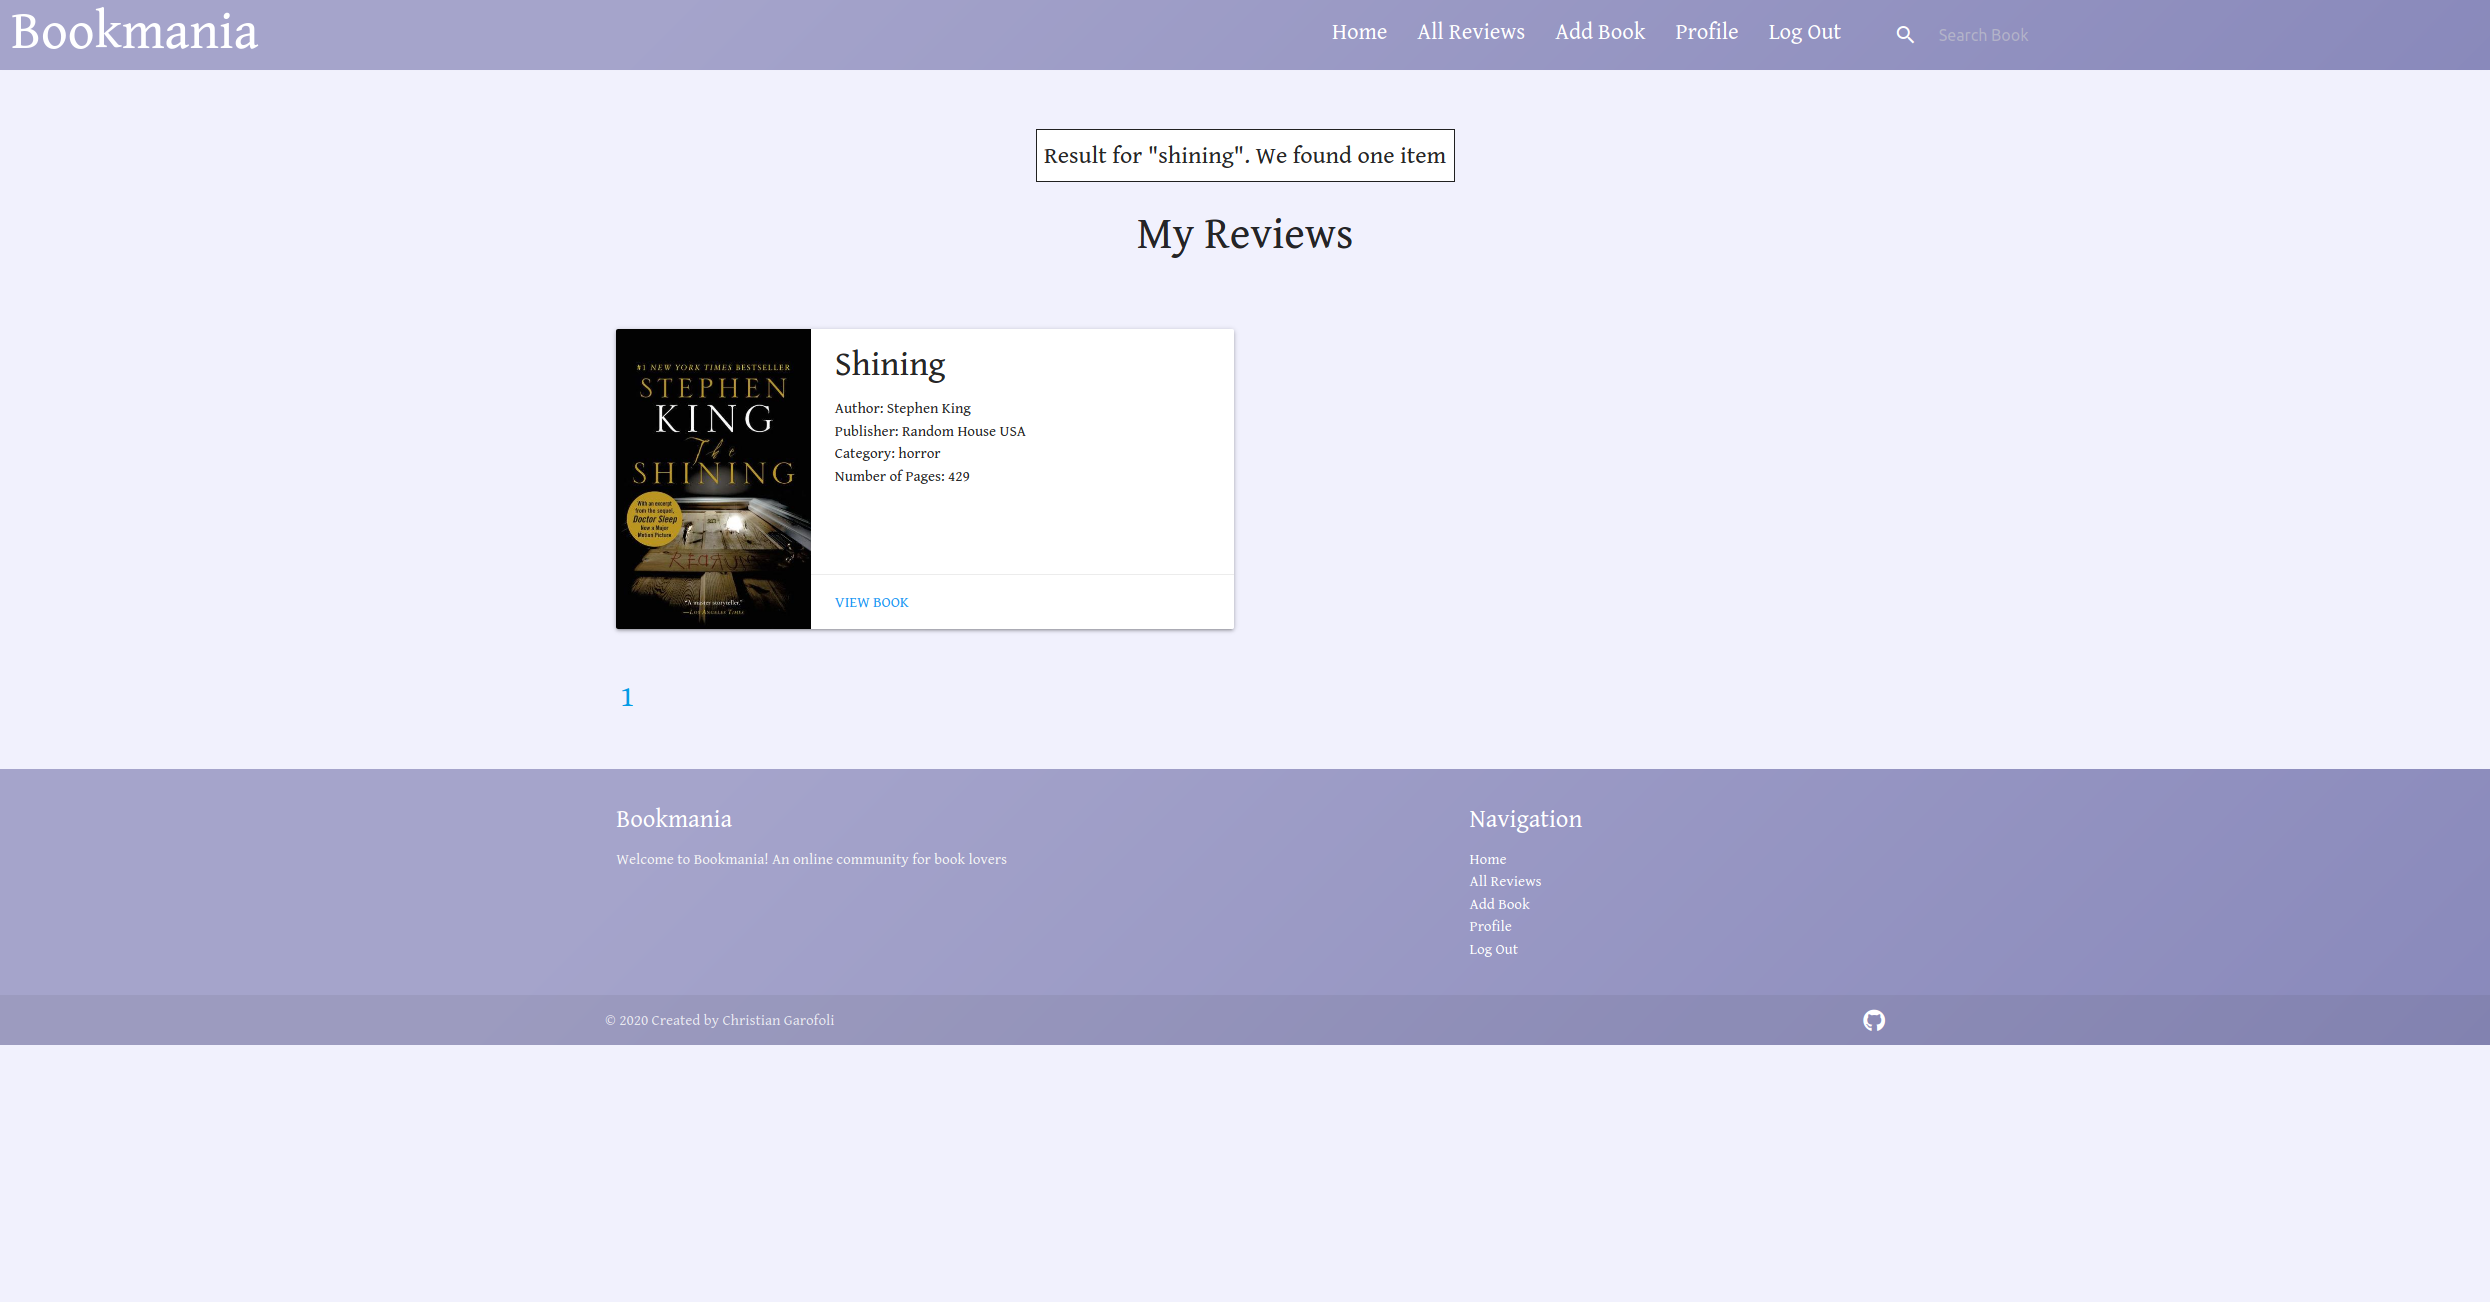 Bookmania
Home All Reviews Add Book Profile Log Out Search Book
Result for "shining". We found one item
My Reviews
#1 NEW YORK TIMES BESTSELLER
STEPHEN
KING
The
SHINING
With an excerpt
from the sequel,
Doctor Sleep
Now a Major
Motion Picture
"A master storyteller."
—LOS ANGELES TIMES
Shining
Author: Stephen King
Publisher: Random House USA
Category: horror
Number of Pages: 429
VIEW BOOK
1
Bookmania
Welcome to Bookmania! An online community for book lovers
Navigation
Home
All Reviews
Add Book
Profile
Log Out
© 2020 Created by Christian Garofoli